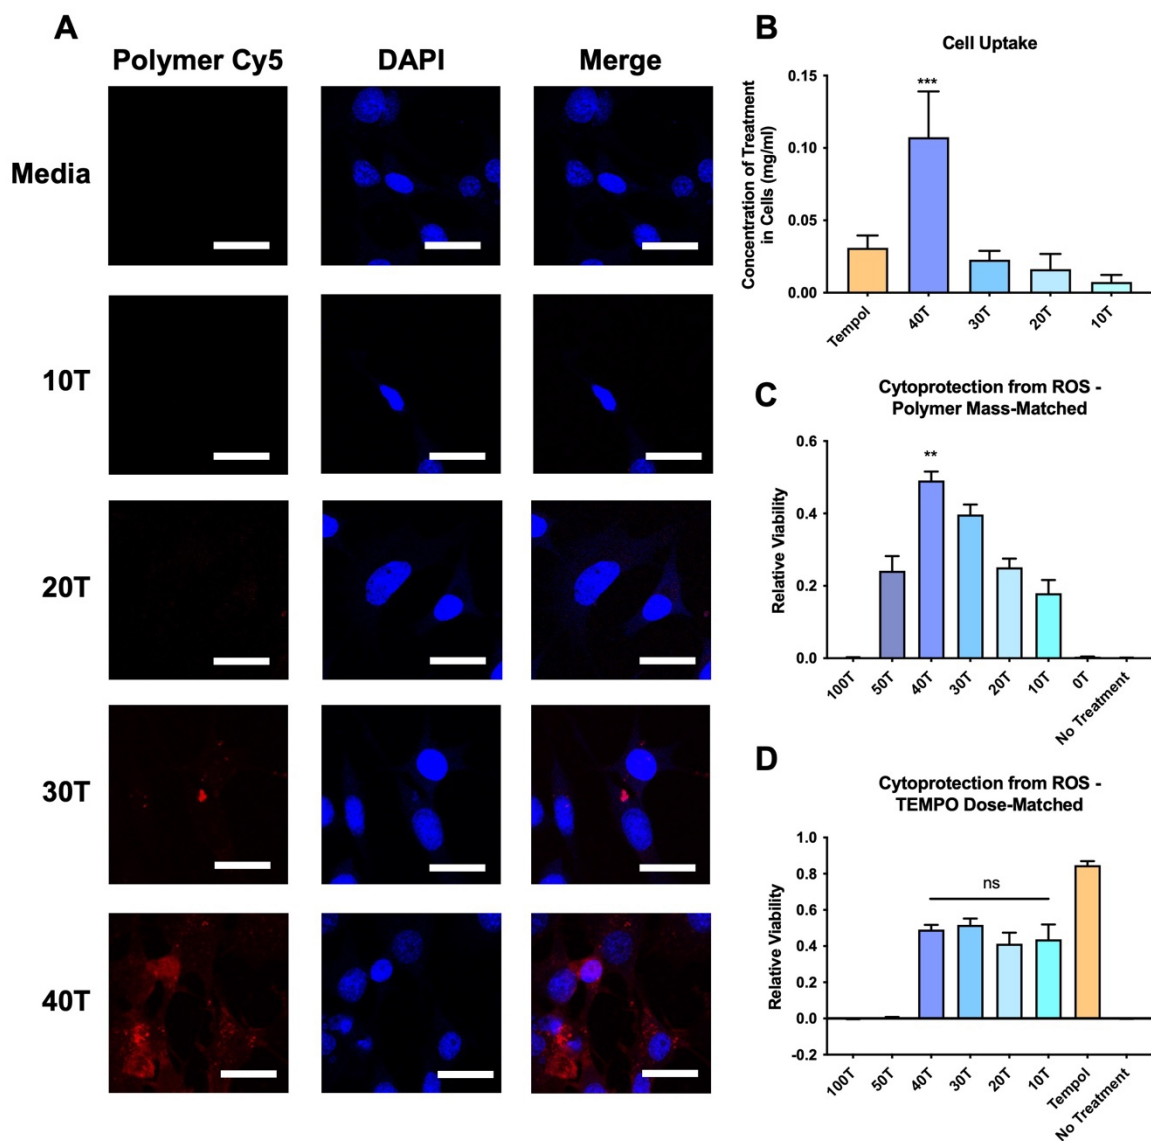 A
Polymer Cy5 DAPI Merge
Media
10T
20T
30T
40T
B
Cell Uptake
Concentration of Treatment
in Cells (mg/ml)
0.15
0.10
0.05
0.00
***
Tempol 40T 30T 20T 10T
C
Cytoprotection from ROS -
Polymer Mass-Matched
Relative Viability
0.6
0.4
0.2
0.0
**
100T 50T 40T 30T 20T 10T 0T No Treatment
D
Cytoprotection from ROS -
TEMPO Dose-Matched
Relative Viability
1.0
0.8
0.6
0.4
0.2
0.0
-0.2
ns
100T 50T 40T 30T 20T 10T Tempol No Treatment